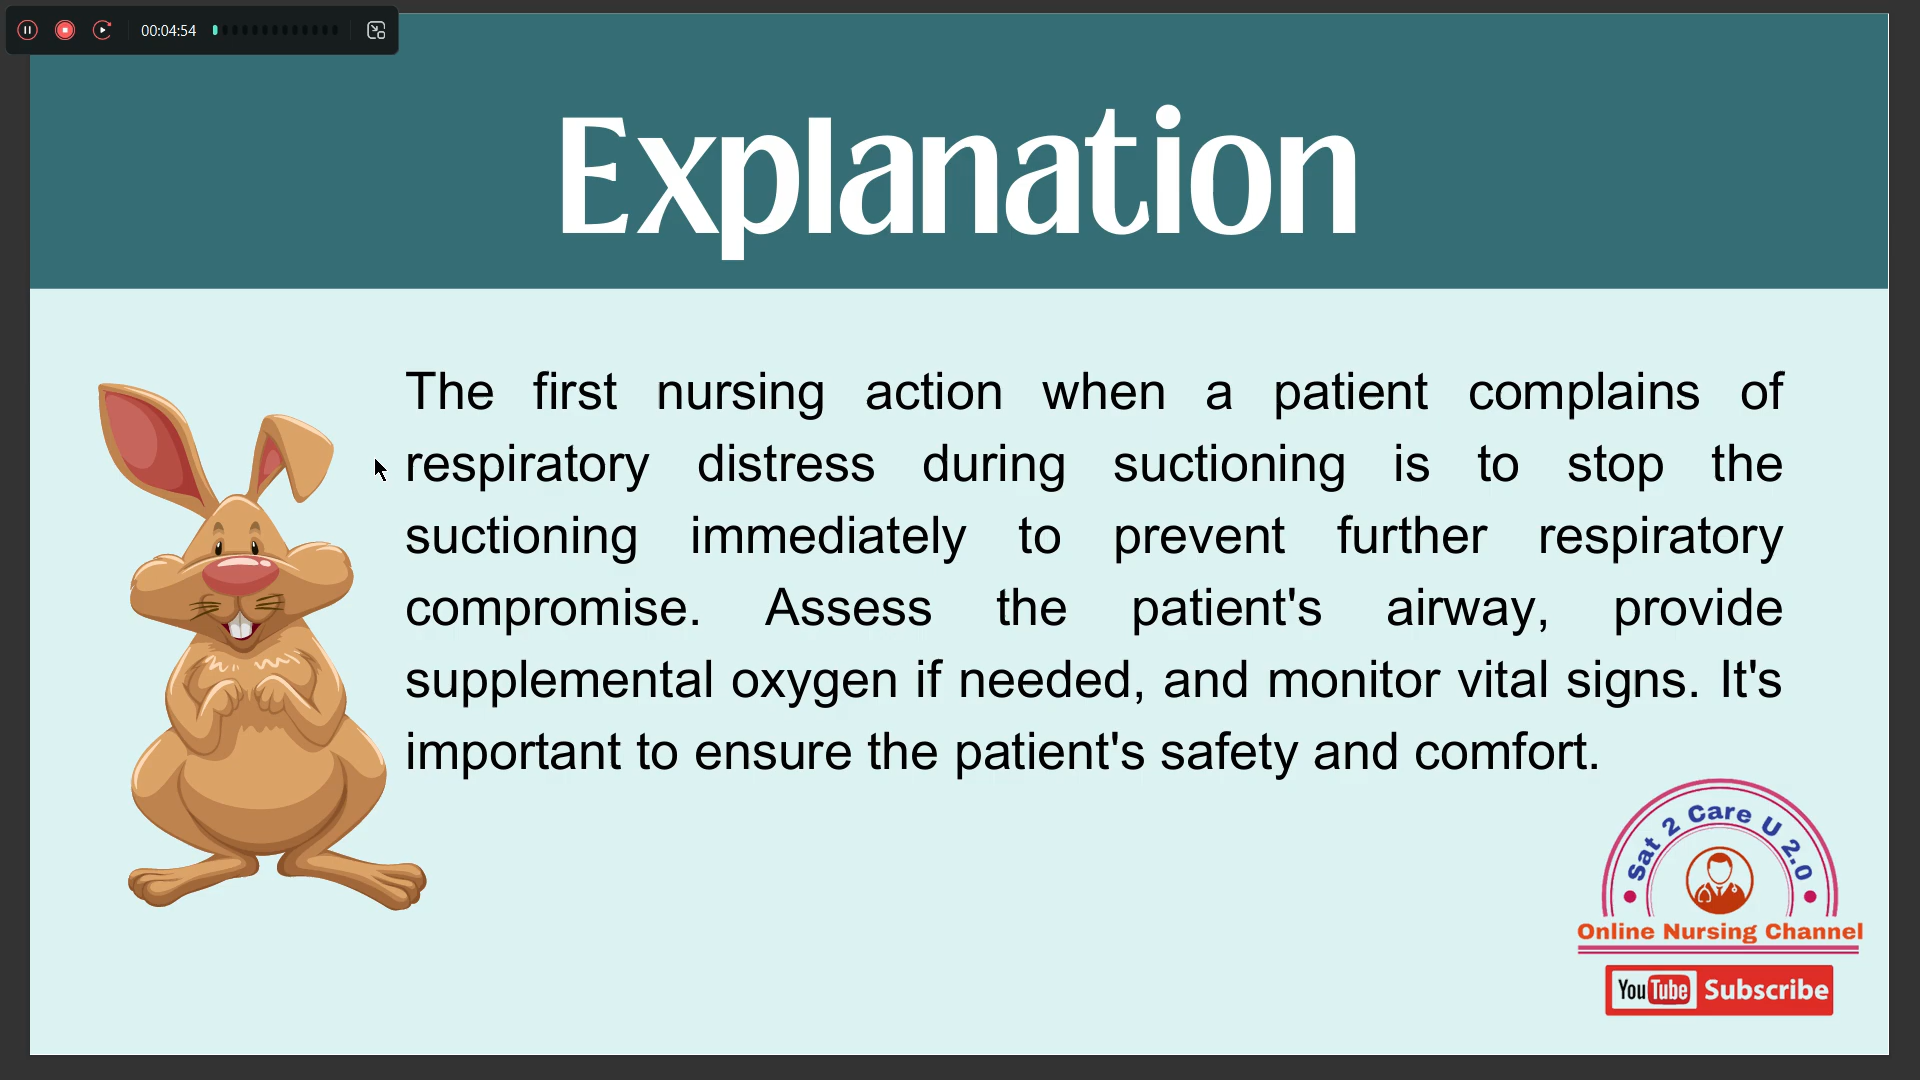 00:04:54
Explanation
The first nursing action when a patient complains of
respiratory distress during suctioning is to stop the
suctioning immediately to prevent further respiratory
compromise. Assess the patient's airway, provide
supplemental oxygen if needed, and monitor vital signs. It's
important to ensure the patient's safety and comfort.
Sat 2 Care U 2.0
Online Nursing Channel
YouTube Subscribe